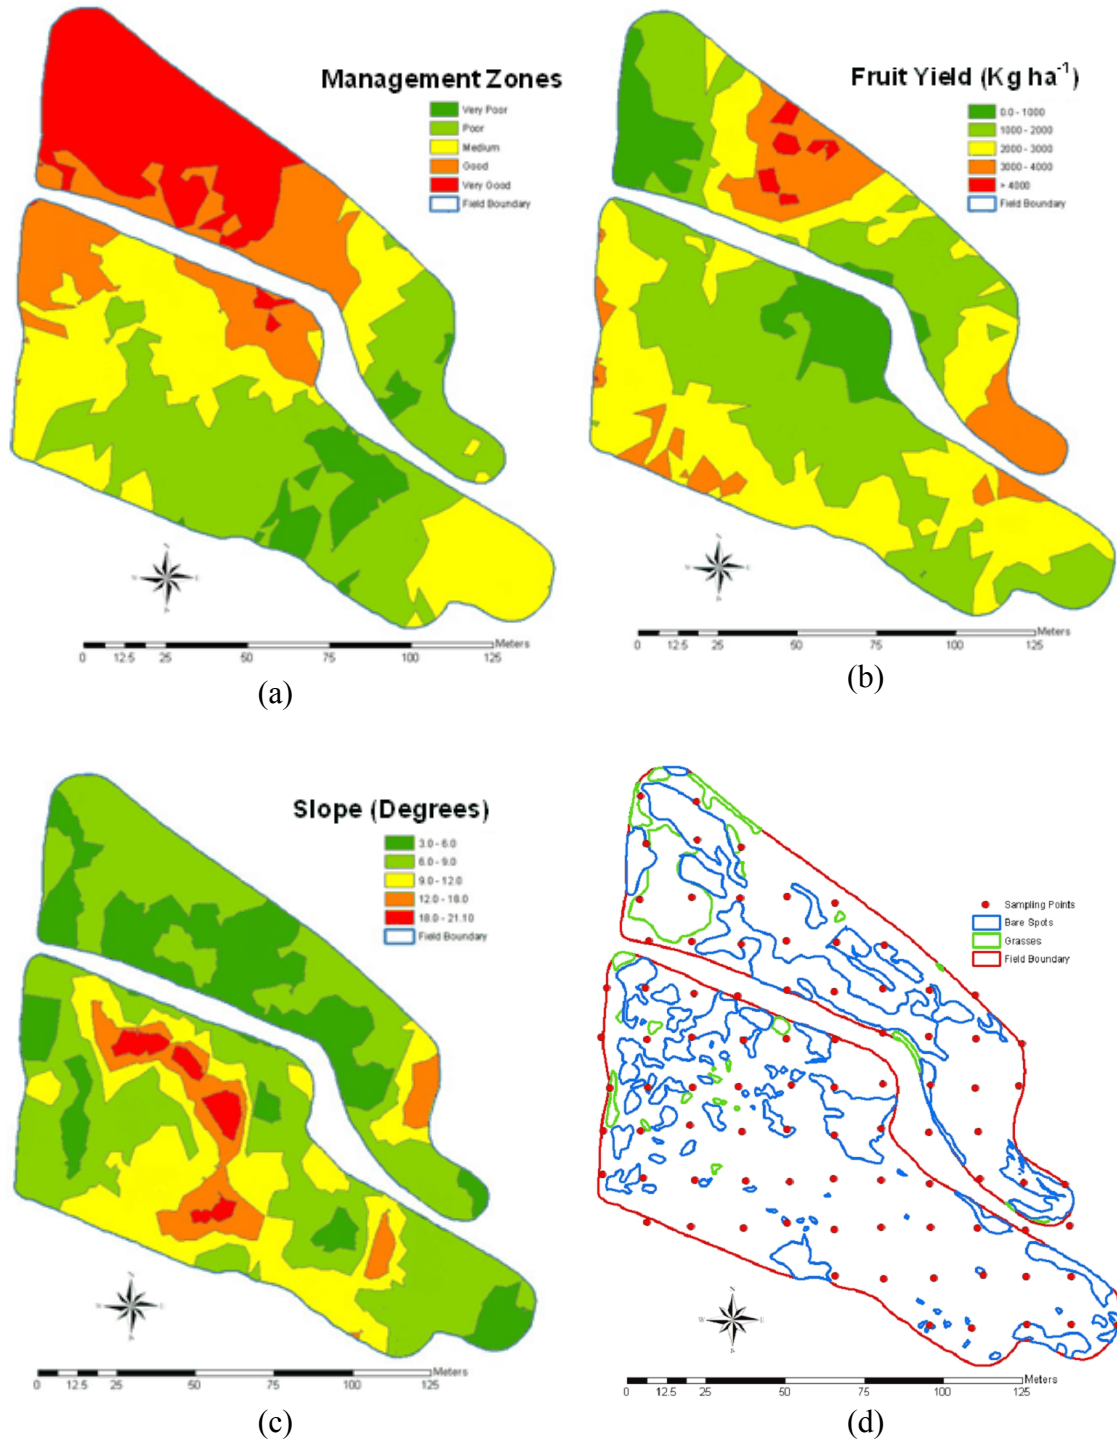 Management Zones
Very Poor
Poor
Medium
Good
Very Good
Field Boundary
Meters
0 12.5 25 50 75 100 125
(a)
Fruit Yield (Kg ha⁻¹)
0.0 - 1000
1000 - 2000
2000 - 3000
3000 - 4000
> 4000
Field Boundary
Meters
0 12.5 25 50 75 100 125
(b)
Slope (Degrees)
3.0 - 6.0
6.0 - 9.0
9.0 - 12.0
12.0 - 18.0
18.0 - 21.10
Field Boundary
Meters
0 12.5 25 50 75 100 125
(c)
Sampling Points
Bare Spots
Grasses
Field Boundary
Meters
0 12.5 25 50 75 100 125
(d)